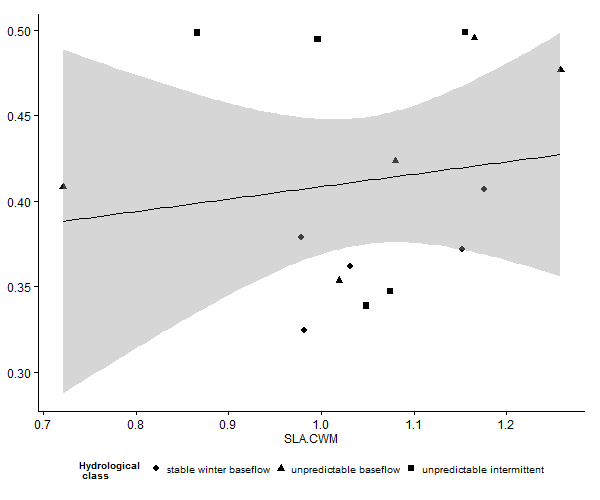 0.50
0.45
0.40
0.35
0.30
0.7 0.8 0.9 1.0 1.1 1.2
SLA.CWM
Hydrological
class
stable winter baseflow unpredictable baseflow unpredictable intermittent